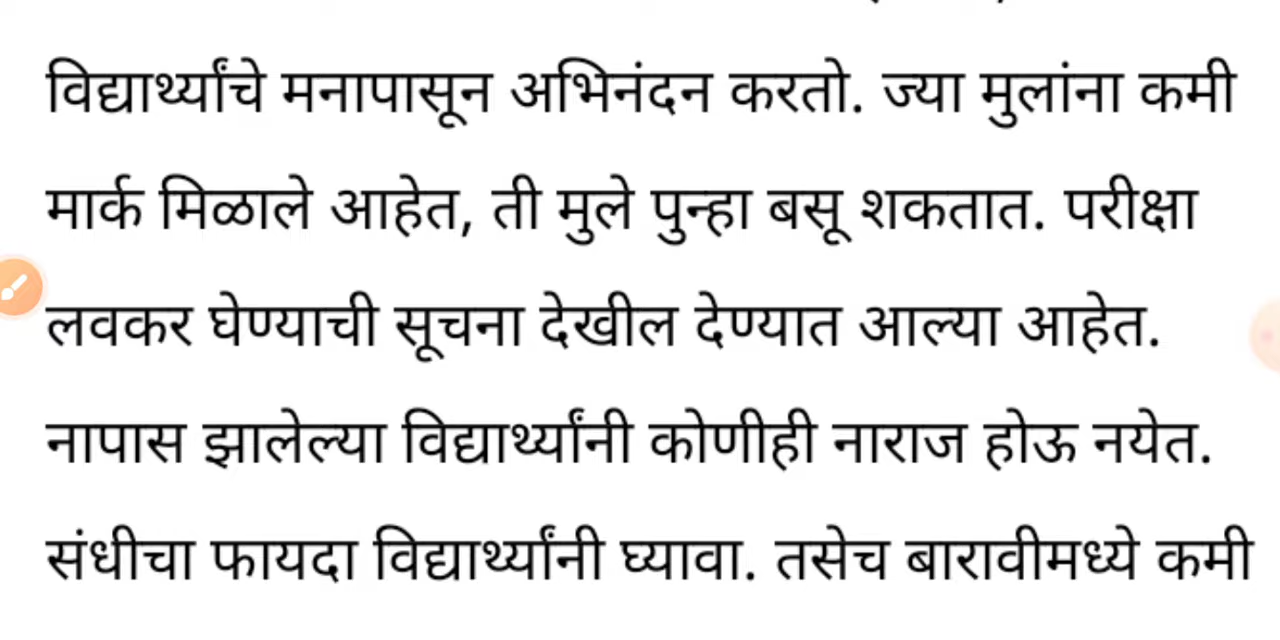 विद्यार्थ्यांचे मनापासून अभिनंदन करतो. ज्या मुलांना कमी
मार्क मिळाले आहेत, ती मुले पुन्हा बसू शकतात. परीक्षा
लवकर घेण्याची सूचना देखील देण्यात आल्या आहेत.
नापास झालेल्या विद्यार्थ्यांनी कोणीही नाराज होऊ नयेत.
संधीचा फायदा विद्यार्थ्यांनी घ्यावा. तसेच बारावीमध्ये कमी